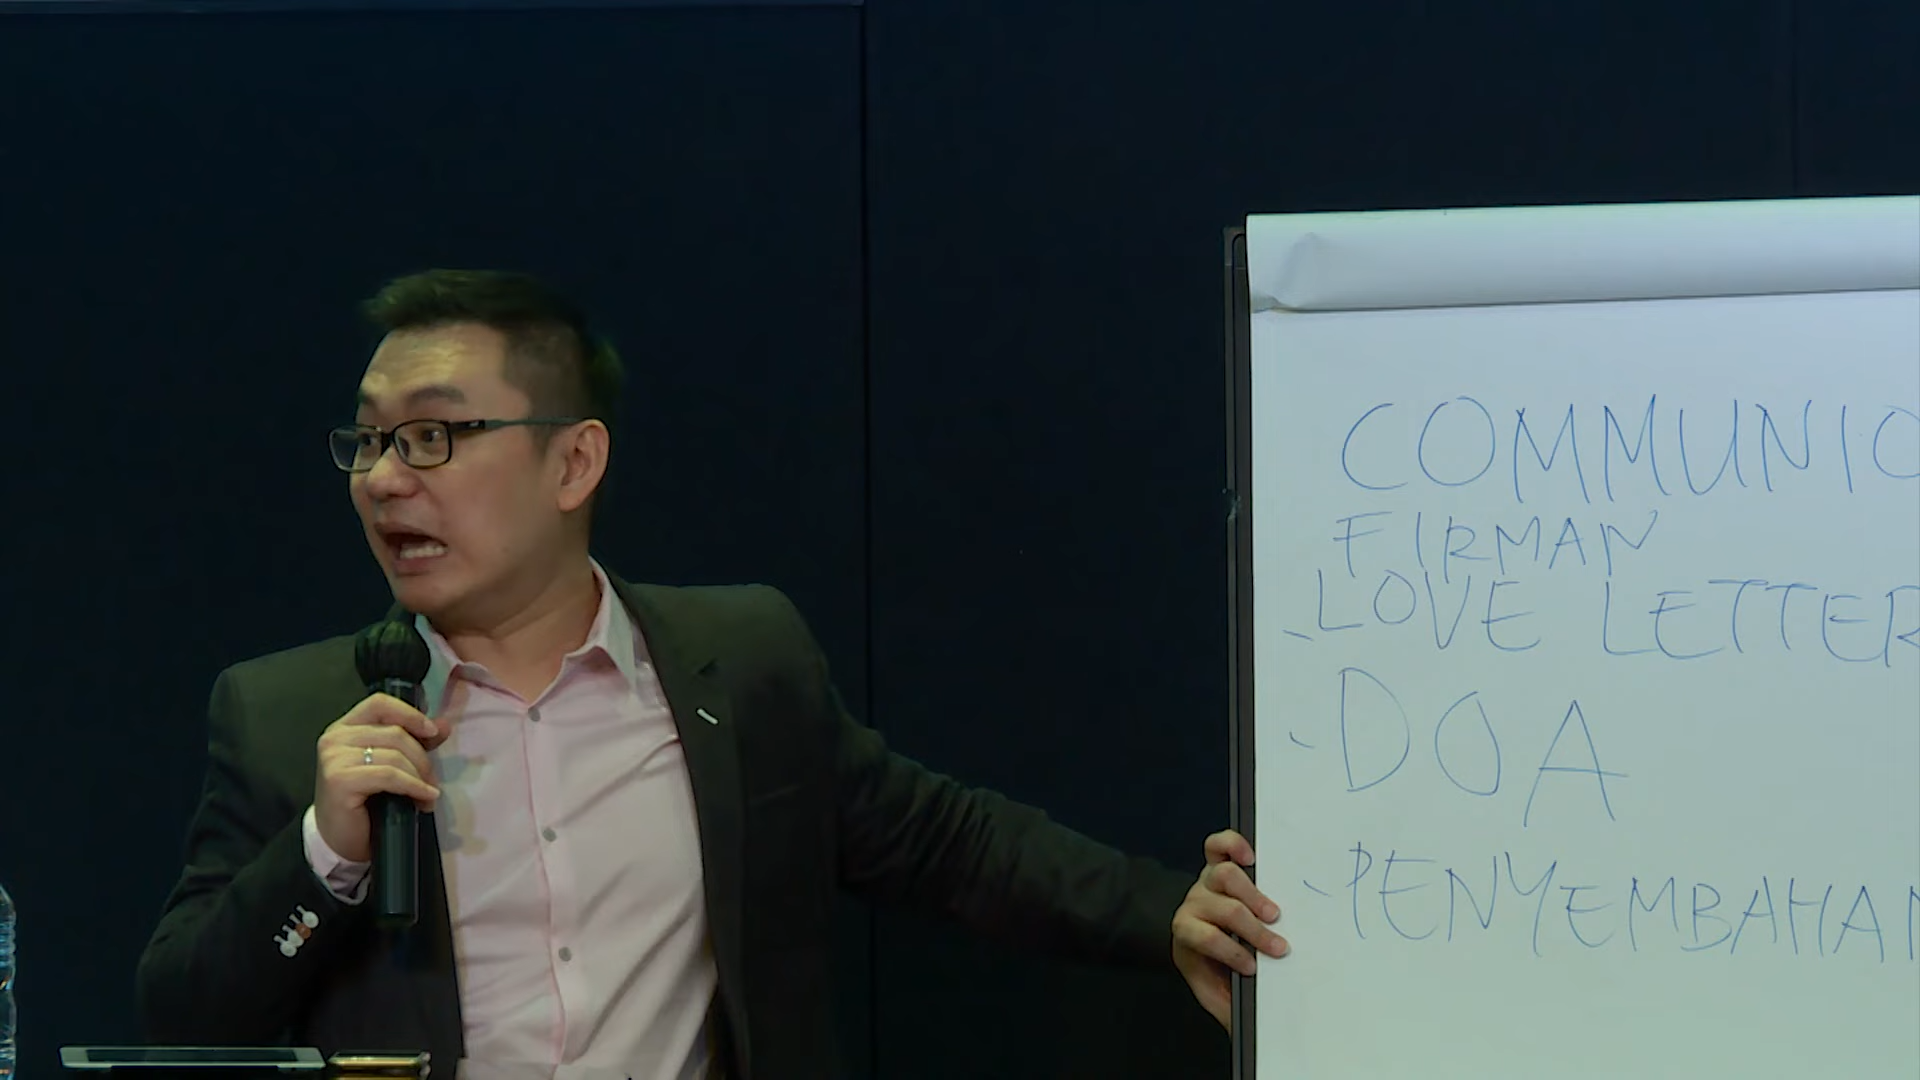 COMMUNIO
FIRMAN
- LOVE LETTER
- DOA
- PENYEMBAHAN